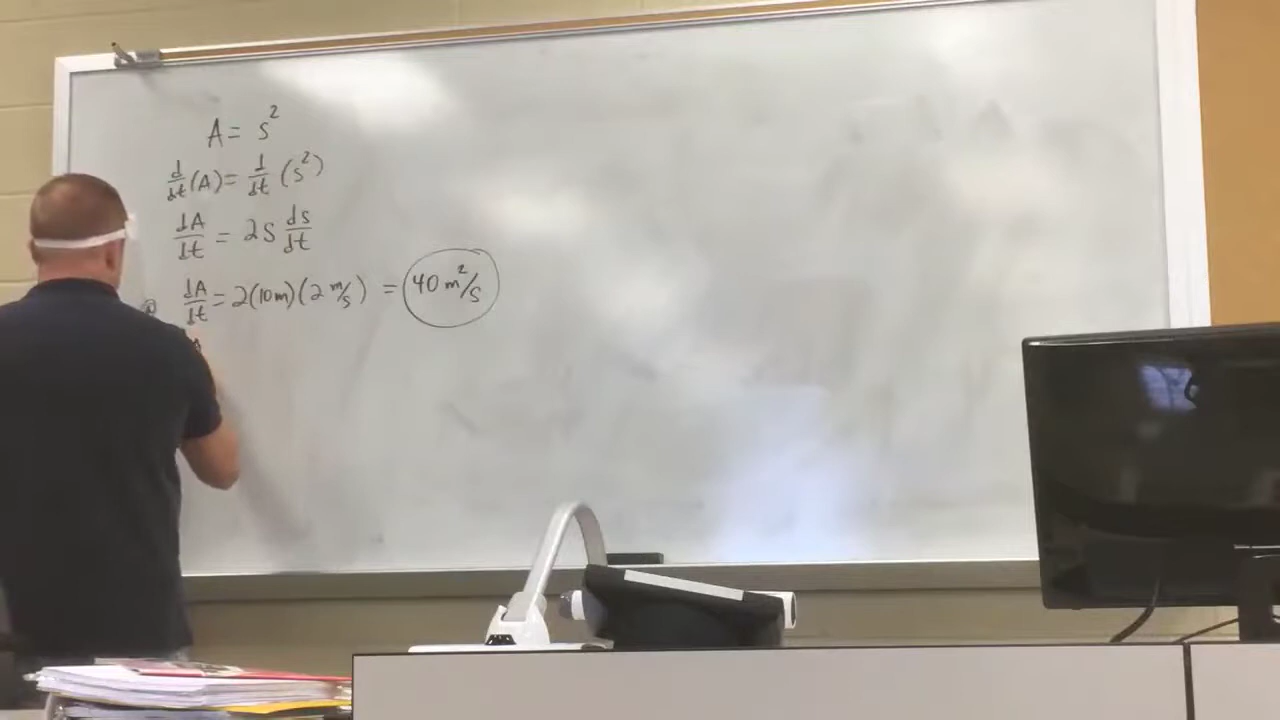 A = s²
d/dt (A) = d/dt (s²)
dA/dt = 2s ds/dt
dA/dt = 2(10m)(2 m/s) = 40 m²/s